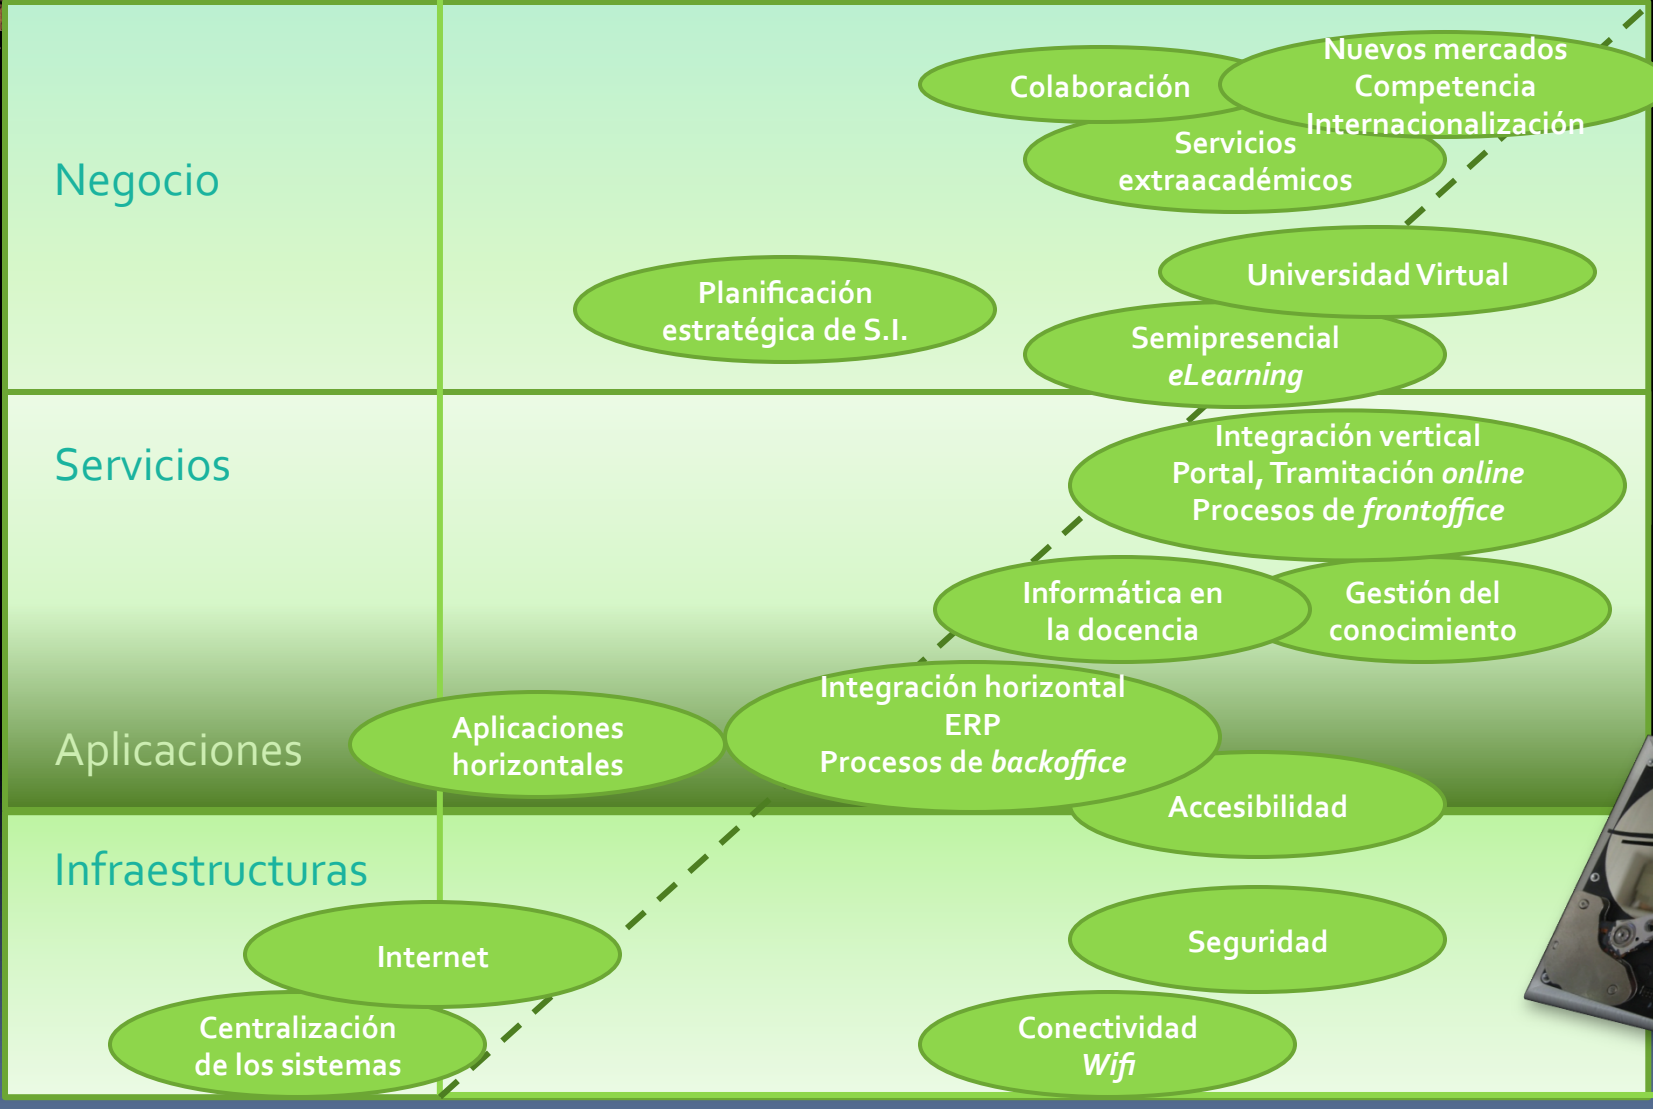 Negocio
Colaboración
Nuevos mercados
Competencia
Internacionalización
Servicios
extraacadémicos
Universidad Virtual
Planificación
estratégica de S.I.
Semipresencial
eLearning
Servicios
Integración vertical
Portal, Tramitación online
Procesos de frontoffice
Informática en
la docencia
Gestión del
conocimiento
Aplicaciones
Aplicaciones
horizontales
Integración horizontal
ERP
Procesos de backoffice
Accesibilidad
Infraestructuras
Internet
Seguridad
Centralización
de los sistemas
Conectividad
Wifi